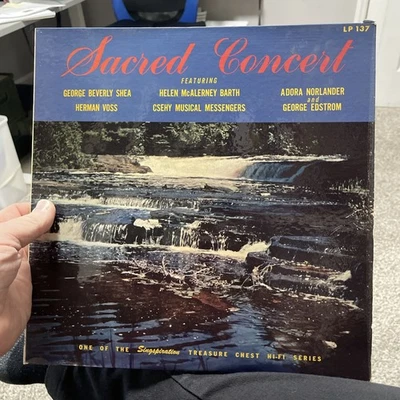 LP 137
Sacred Concert
FEATURING
GEORGE BEVERLY SHEA HELEN McALERNEY BARTH ADORA NORLANDER
and
HERMAN VOSS CSEHY MUSICAL MESSENGERS GEORGE EDSTROM
ONE OF THE Singspiration TREASURE CHEST HI-FI SERIES